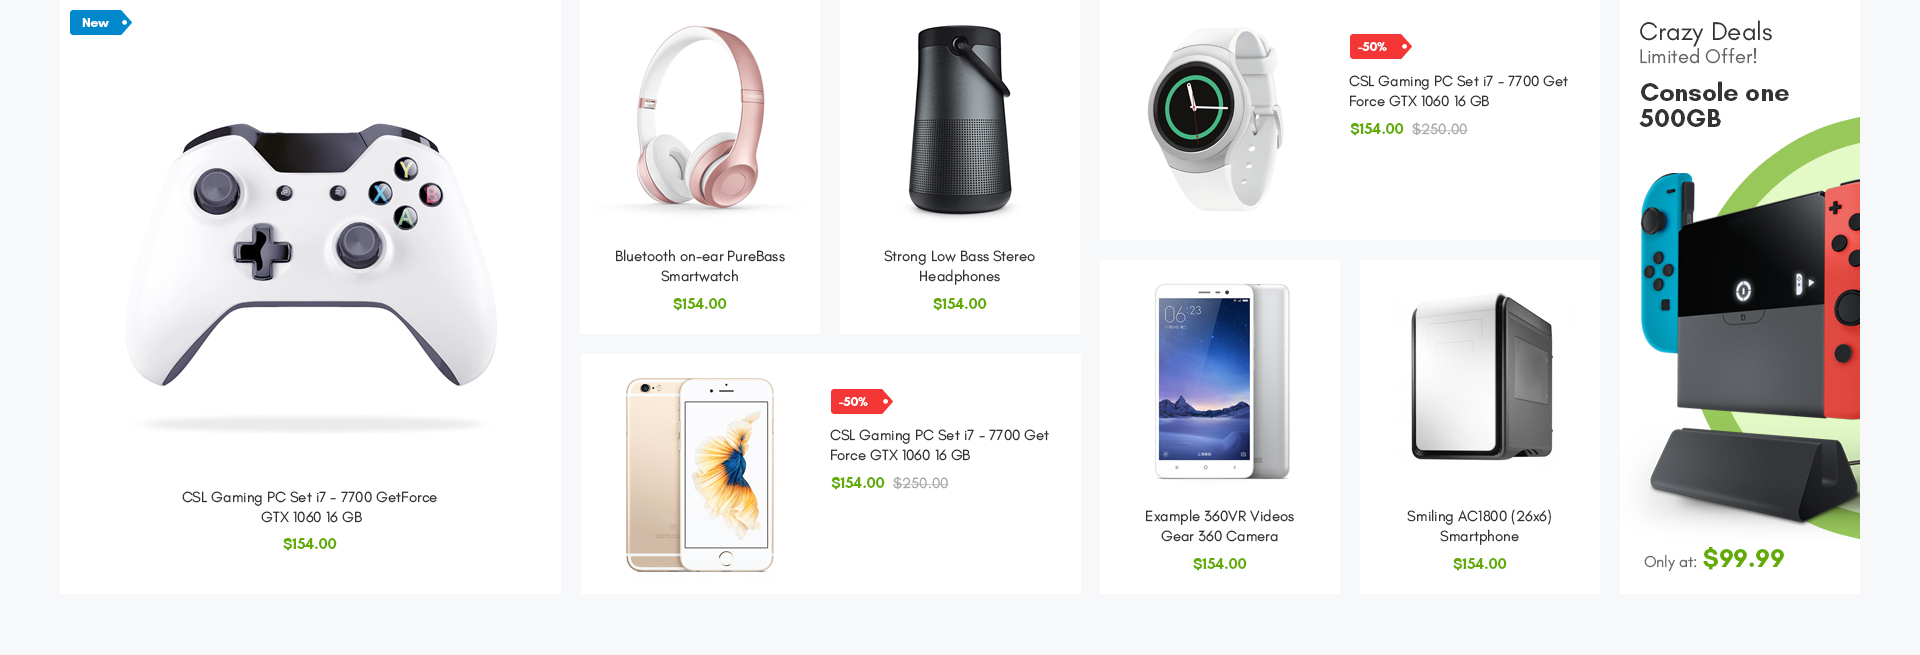 New
Y
X
B
A
CSL Gaming PC Set i7 - 7700 GetForce
GTX 1060 16 GB
$154.00
Bluetooth on-ear PureBass
Smartwatch
$154.00
Strong Low Bass Stereo
Headphones
$154.00
-50%
CSL Gaming PC Set i7 - 7700 Get
Force GTX 1060 16 GB
$154.00 $250.00
-50%
CSL Gaming PC Set i7 - 7700 Get
Force GTX 1060 16 GB
$154.00 $250.00
06:23
Example 360VR Videos
Gear 360 Camera
$154.00
Smiling AC1800 (26x6)
Smartphone
$154.00
Crazy Deals
Limited Offer!
Console one
500GB
Only at: $99.99